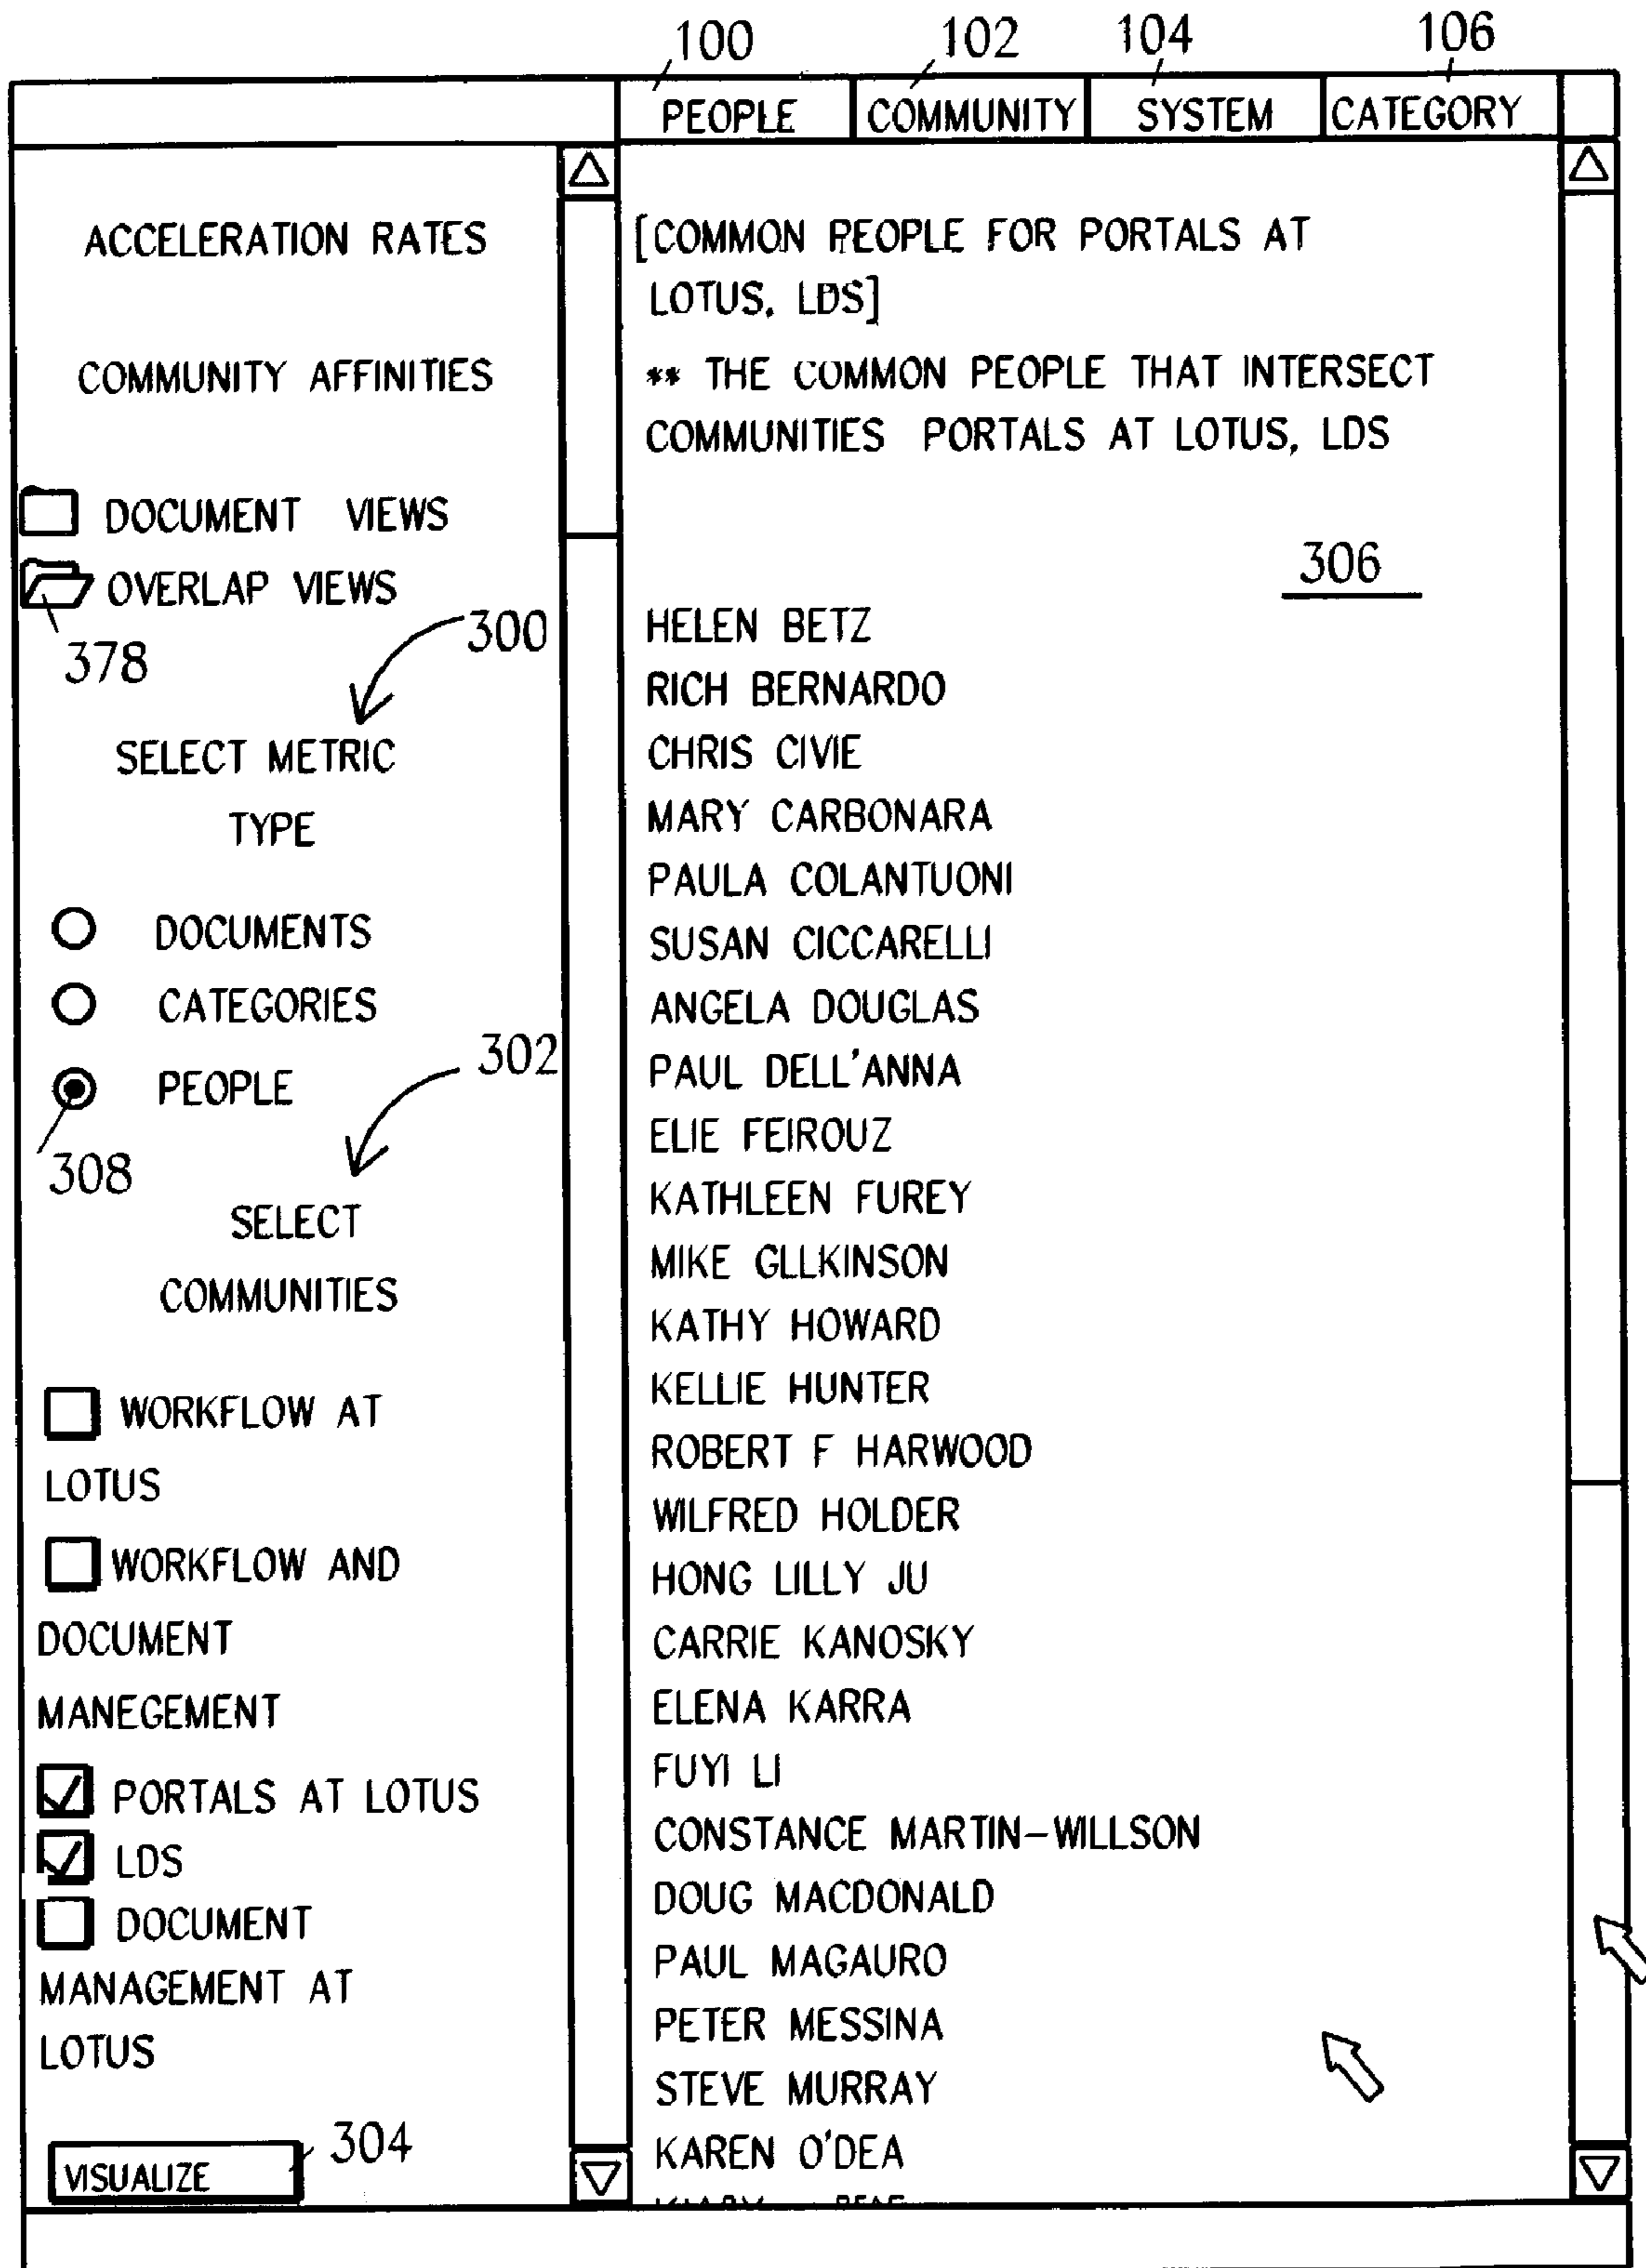 100 102 104 106
PEOPLE COMMUNITY SYSTEM CATEGORY
ACCELERATION RATES
COMMUNITY AFFINITIES
DOCUMENT VIEWS
OVERLAP VIEWS
378
300
SELECT METRIC
TYPE
DOCUMENTS
CATEGORIES
PEOPLE
308
302
SELECT
COMMUNITIES
WORKFLOW AT
LOTUS
WORKFLOW AND
DOCUMENT
MANEGEMENT
PORTALS AT LOTUS
LDS
DOCUMENT
MANAGEMENT AT
LOTUS
VISUALIZE
304
[COMMON PEOPLE FOR PORTALS AT
LOTUS, LDS]
** THE COMMON PEOPLE THAT INTERSECT
COMMUNITIES PORTALS AT LOTUS, LDS
306
HELEN BETZ
RICH BERNARDO
CHRIS CIVIE
MARY CARBONARA
PAULA COLANTUONI
SUSAN CICCARELLI
ANGELA DOUGLAS
PAUL DELL'ANNA
ELIE FEIROUZ
KATHLEEN FUREY
MIKE GLLKINSON
KATHY HOWARD
KELLIE HUNTER
ROBERT F HARWOOD
WILFRED HOLDER
HONG LILLY JU
CARRIE KANOSKY
ELENA KARRA
FUYI LI
CONSTANCE MARTIN-WILLSON
DOUG MACDONALD
PAUL MAGAURO
PETER MESSINA
STEVE MURRAY
KAREN O'DEA